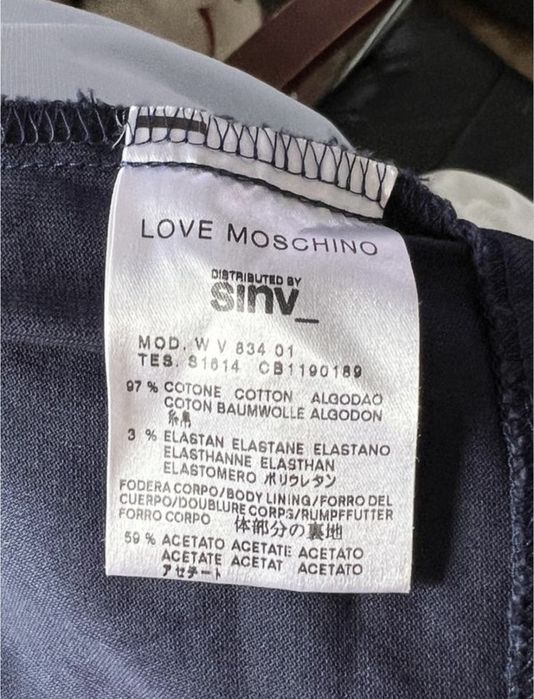 LOVE MOSCHINO
DISTRIBUTED BY
sinv_
MOD. W V 834 01
TES. S1614 CB1190189
97 % COTONE COTTON ALGODAO
COTON BAUMWOLLE ALGODON
綿
3 % ELASTAN ELASTANE ELASTANO
ELASTHANNE ELASTHAN
ELASTOMERO ポリウレタン
FODERA CORPO/BODY LINING/FORRO DEL
CUERPO/DOUBLURE CORPS/RUMPFFUTTER
FORRO CORPO 体部分の裏地
59 % ACETATO ACETATE ACETATO
ACETATE ACETAT ACETATO
アセテート